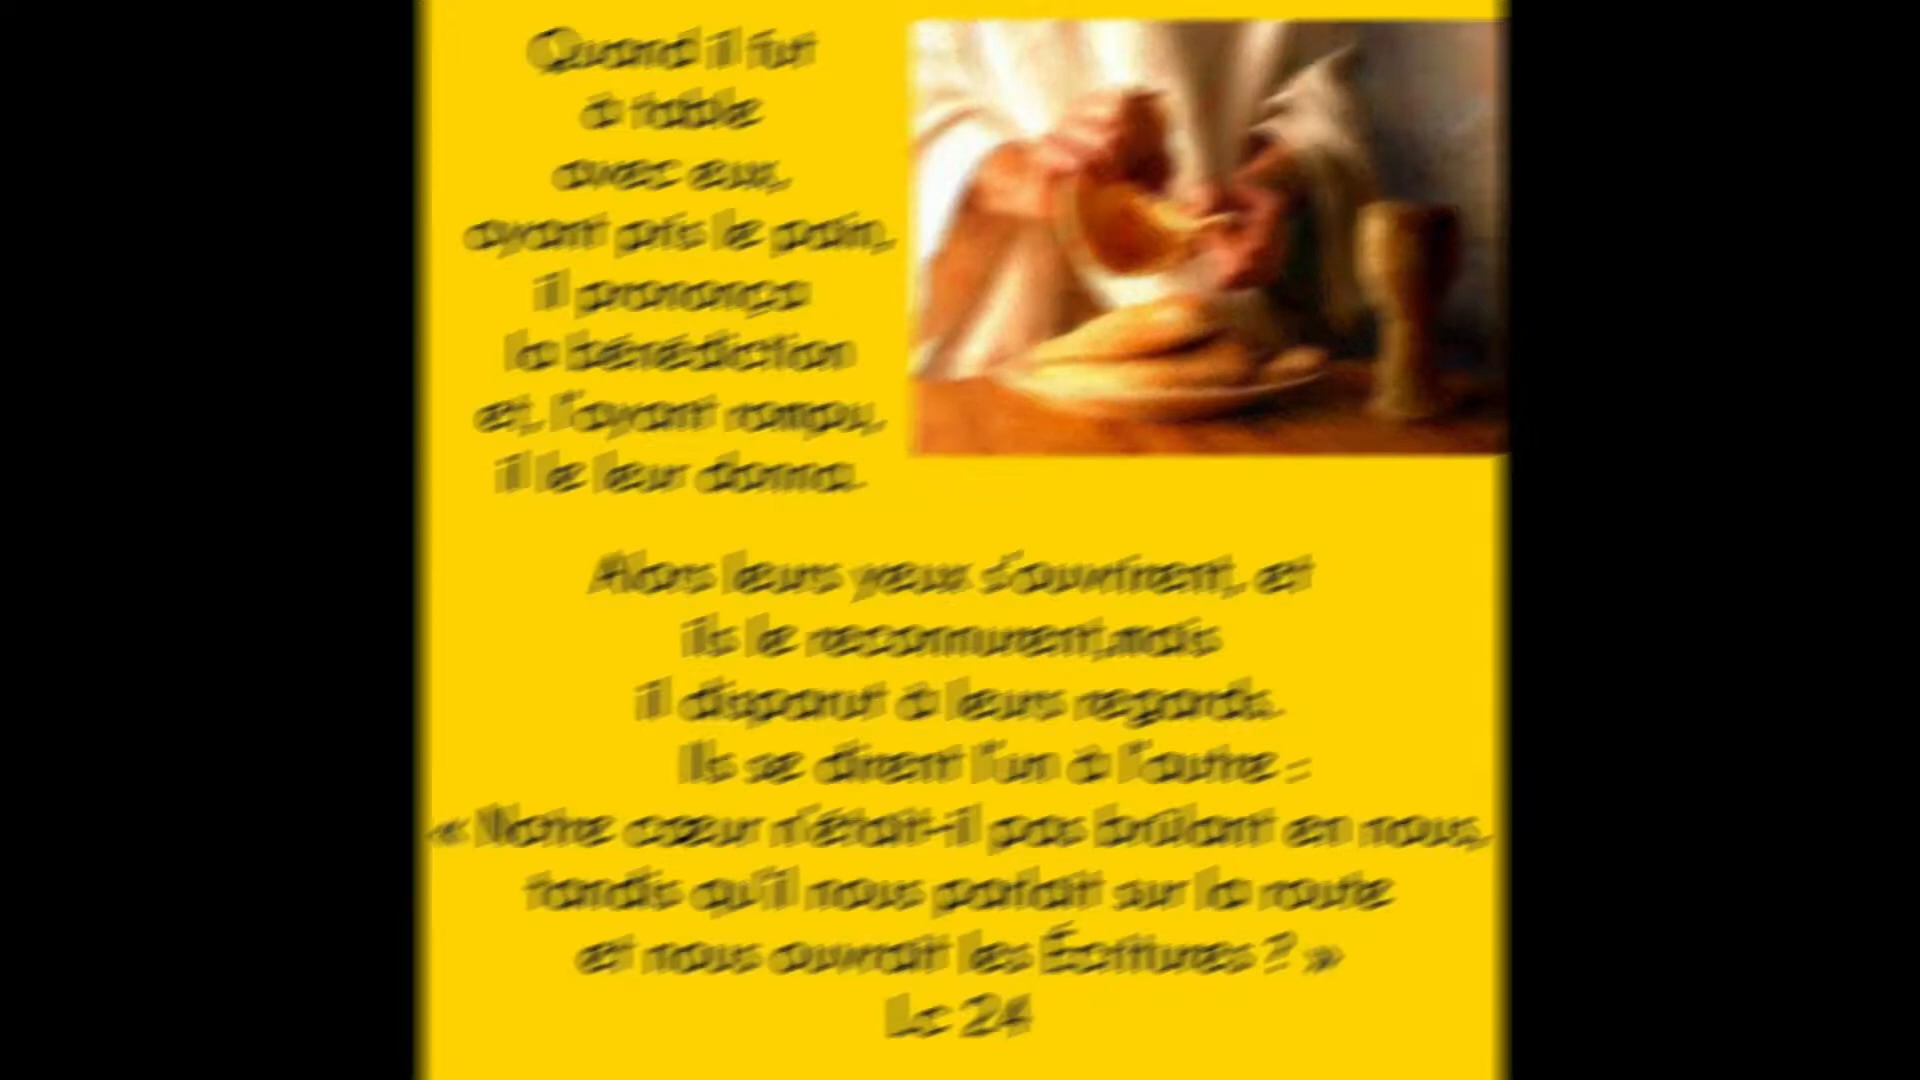 Quand il fut
à table
avec eux,
ayant pris le pain,
il prononça
la bénédiction
et, l'ayant rompu,
il le leur donna.
Alors leurs yeux s'ouvrirent, et
ils le reconnurent,mais
il disparut à leurs regards.
Ils se dirent l'un à l'autre :
« Notre cœur n'était-il pas brûlant en nous,
tandis qu'il nous parlait sur la route
et nous ouvrait les Écritures ? »
Lc 24